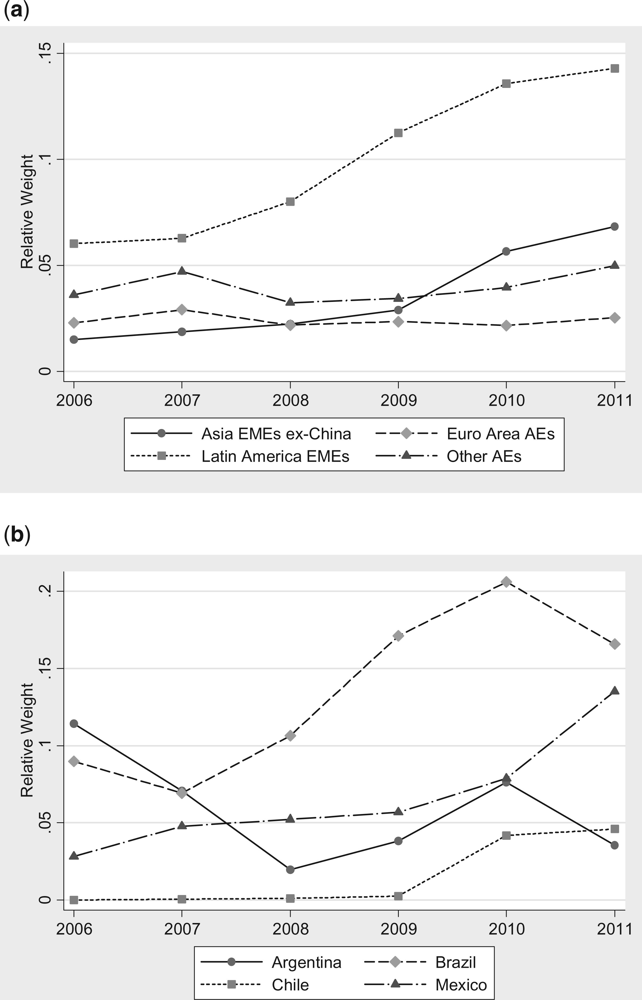 (a)
Relative Weight
.15
.1
.05
0
2006 2007 2008 2009 2010 2011
Asia EMEs ex-China Euro Area AEs
Latin America EMEs Other AEs
(b)
Relative Weight
.2
.15
.1
.05
0
2006 2007 2008 2009 2010 2011
Argentina Brazil
Chile Mexico